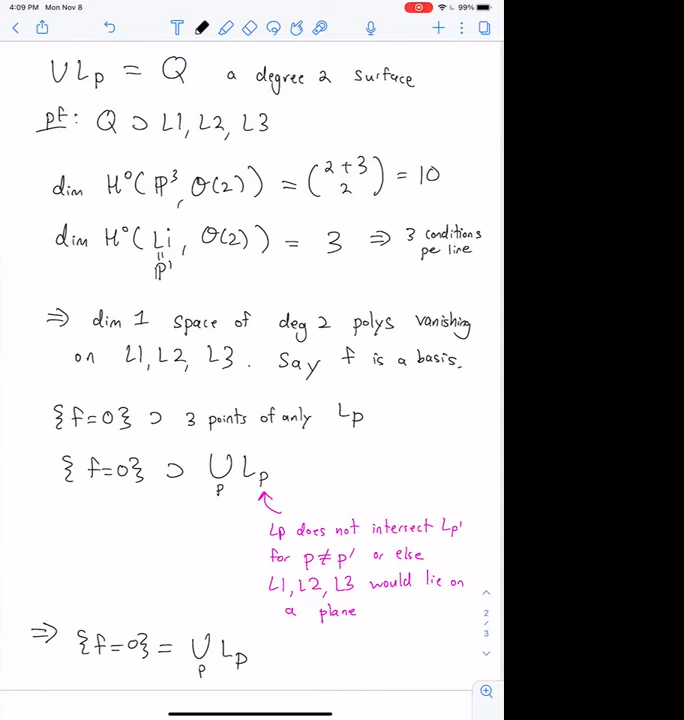 4:09 PM Mon Nov 8
99%
T
∪ Lp = Q a degree 2 surface
pf: Q ⊃ L1, L2, L3
dim H⁰(ℙ³, O(2)) = (2+3 2) = 10
dim H⁰(Li, O(2)) = 3 ⇒ 3 conditions
per line
=
ℙ¹
⇒ dim 1 space of deg 2 polys vanishing
on L1, L2, L3. Say f is a basis.
{f=0} ⊃ 3 points of any Lp
{f=0} ⊃ ∪ Lp
p
Lp does not intersect Lp'
for p≠p' or else
L1, L2, L3 would lie on
a plane
2
/
3
⇒ {f=0} = ∪ Lp
p